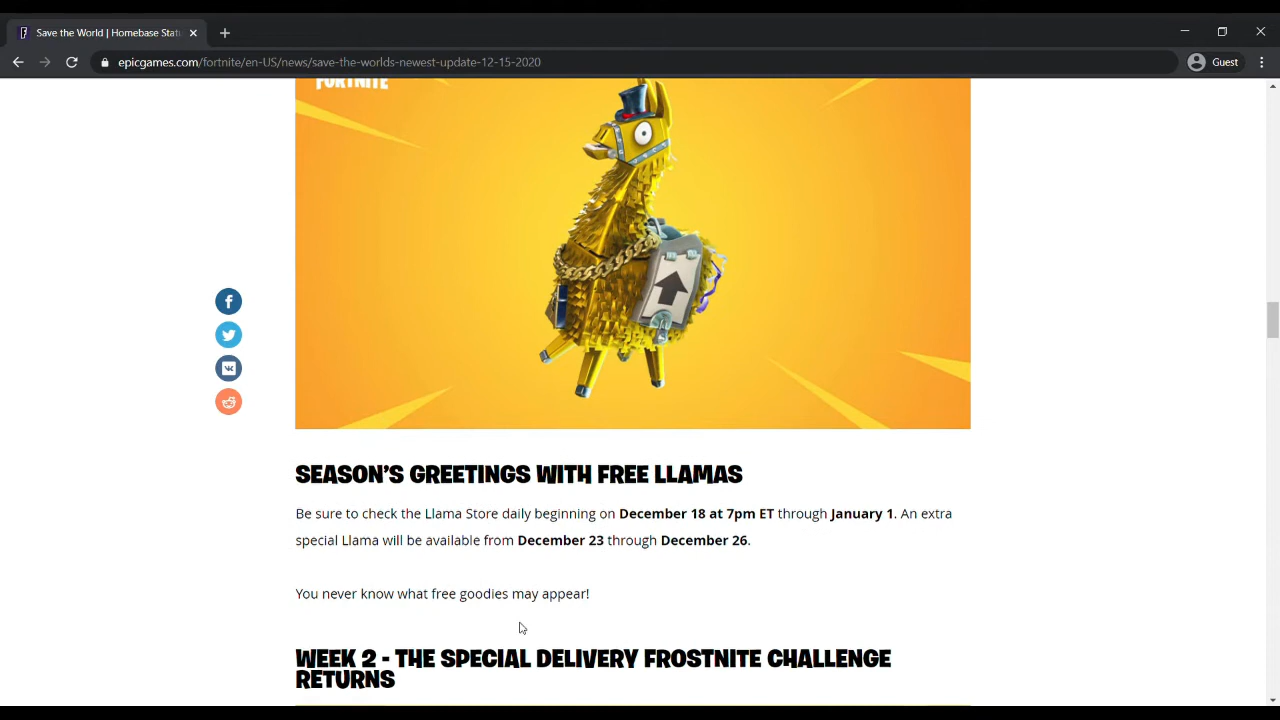 Save the World | Homebase Stat
epicgames.com/fortnite/en-US/news/save-the-worlds-newest-update-12-15-2020
Guest
FORTNITE
SEASON'S GREETINGS WITH FREE LLAMAS
Be sure to check the Llama Store daily beginning on December 18 at 7pm ET through January 1. An extra
special Llama will be available from December 23 through December 26.
You never know what free goodies may appear!
WEEK 2 - THE SPECIAL DELIVERY FROSTNITE CHALLENGE
RETURNS